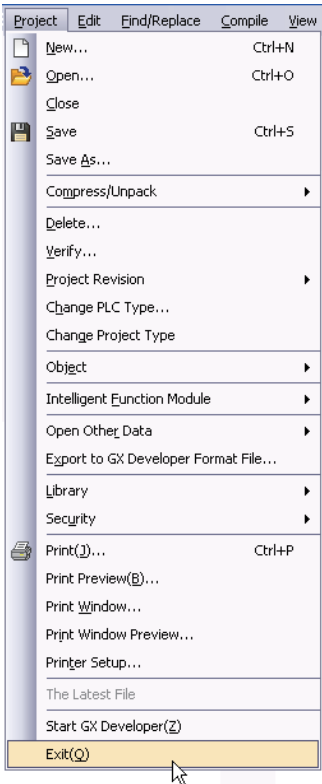 Project Edit Find/Replace Compile View
New... Ctrl+N
Open... Ctrl+O
Close
Save Ctrl+S
Save As...
Compress/Unpack
Delete...
Verify...
Project Revision
Change PLC Type...
Change Project Type
Object
Intelligent Function Module
Open Other Data
Export to GX Developer Format File...
Library
Security
Print(J)... Ctrl+P
Print Preview(B)...
Print Window...
Print Window Preview...
Printer Setup...
The Latest File
Start GX Developer(Z)
Exit(Q)